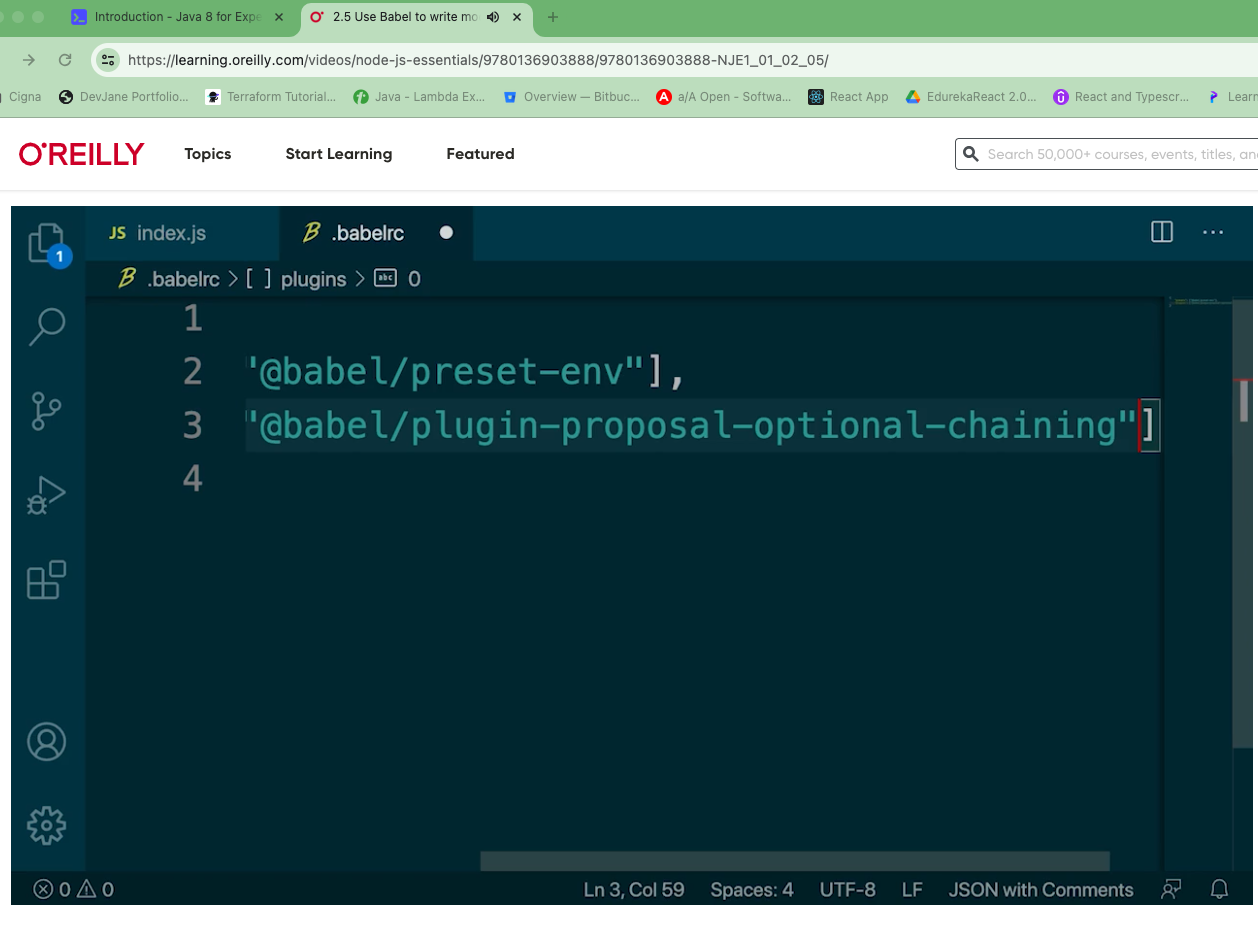 Introduction - Java 8 for Expe
2.5 Use Babel to write mo
https://learning.oreilly.com/videos/node-js-essentials/9780136903888/9780136903888-NJE1_01_02_05/
Cigna DevJane Portfolio... Terraform Tutorial... Java - Lambda Ex... Overview — Bitbuc... a/A Open - Softwa... React App EdurekaReact 2.0... React and Typescr... Learn
O'REILLY Topics Start Learning Featured Search 50,000+ courses, events, titles, an
1
JS index.js .babelrc
.babelrc > [ ] plugins > abc 0
1
2 "@babel/preset-env"],
3 "@babel/plugin-proposal-optional-chaining"]
4
0 0 Ln 3, Col 59 Spaces: 4 UTF-8 LF JSON with Comments